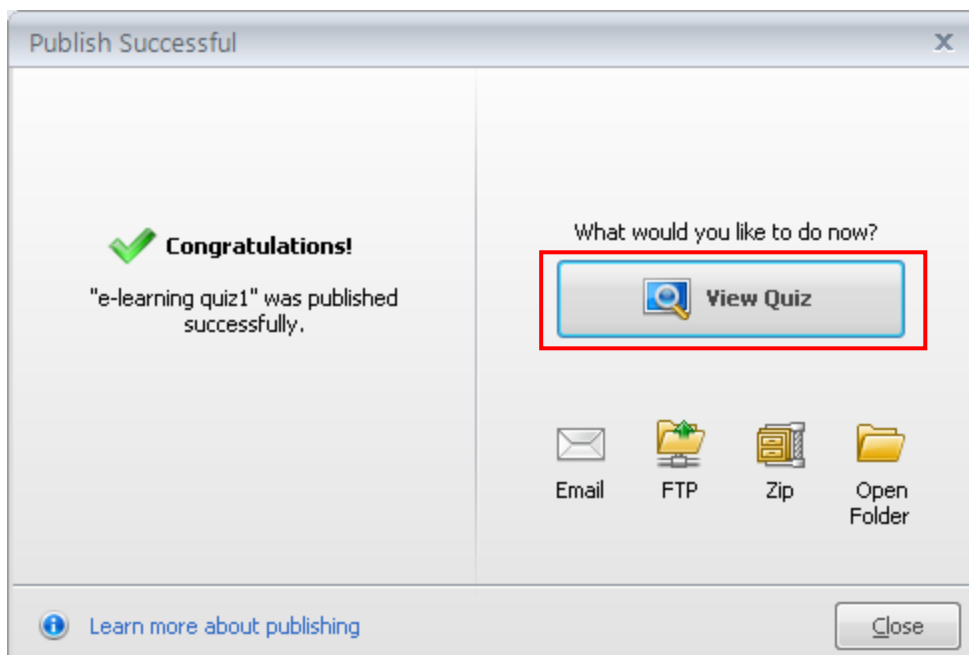 Publish Successful
Congratulations!
"e-learning quiz1" was published
successfully.
What would you like to do now?
View Quiz
Email
FTP
Zip
Open
Folder
Learn more about publishing
Close